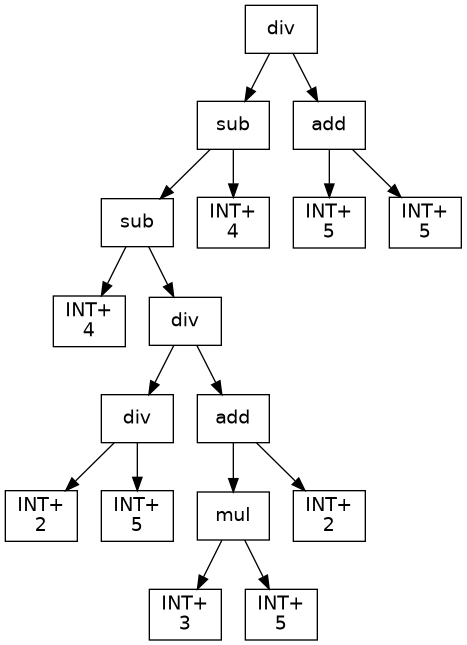 div
sub
add
sub
INT+
4
INT+
5
INT+
5
INT+
4
div
div
add
INT+
2
INT+
5
mul
INT+
2
INT+
3
INT+
5